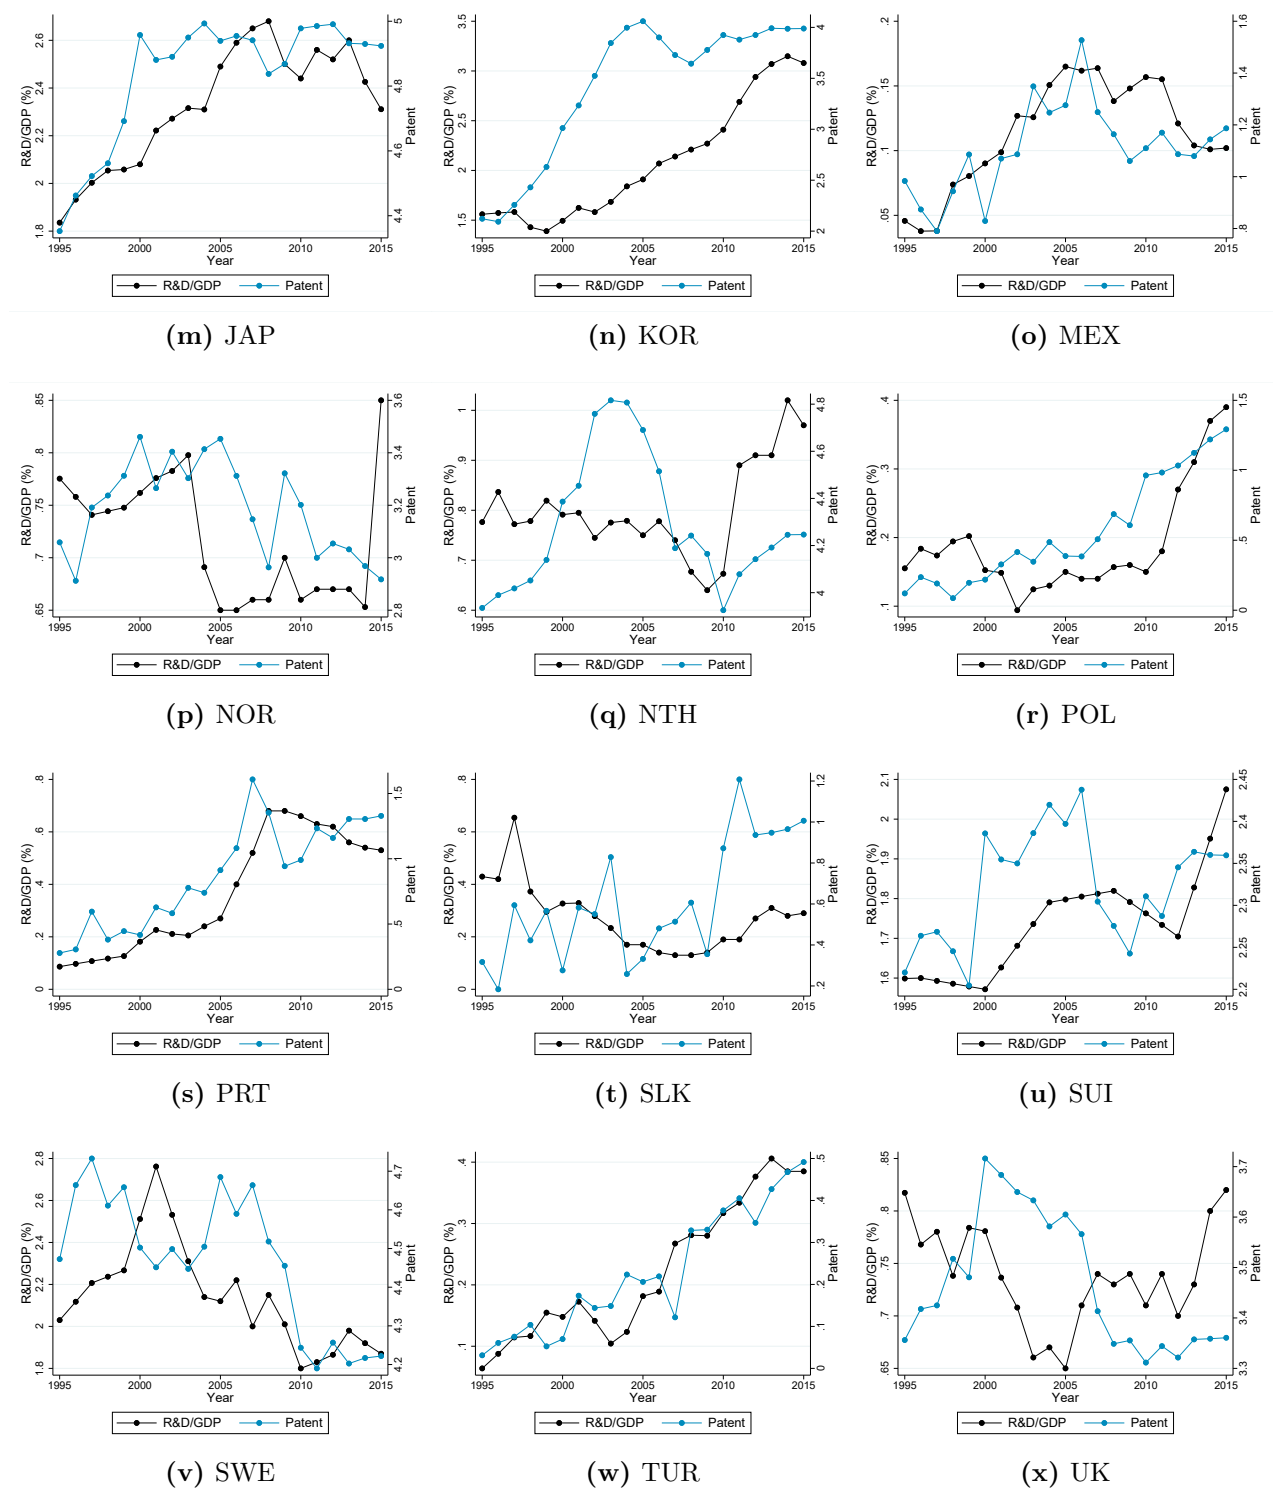 2.6
2.4
2.2
2
1.8
R&D/GDP (%)
5
4.8
4.6
4.4
Patent
1995 2000 2005 2010 2015
Year
R&D/GDP Patent
(m) JAP
3.5
3
2.5
2
1.5
R&D/GDP (%)
4
3.5
3
2.5
2
Patent
1995 2000 2005 2010 2015
Year
R&D/GDP Patent
(n) KOR
.2
.15
.1
.05
R&D/GDP (%)
1.6
1.4
1.2
1
.8
Patent
1995 2000 2005 2010 2015
Year
R&D/GDP Patent
(o) MEX
.85
.8
.75
.7
.65
R&D/GDP (%)
3.6
3.4
3.2
3
2.8
Patent
1995 2000 2005 2010 2015
Year
R&D/GDP Patent
(p) NOR
1
.9
.8
.7
.6
R&D/GDP (%)
4.8
4.6
4.4
4.2
4
Patent
1995 2000 2005 2010 2015
Year
R&D/GDP Patent
(q) NTH
.4
.3
.2
.1
R&D/GDP (%)
1.5
1
.5
0
Patent
1995 2000 2005 2010 2015
Year
R&D/GDP Patent
(r) POL
.8
.6
.4
.2
0
R&D/GDP (%)
1.5
1
.5
0
Patent
1995 2000 2005 2010 2015
Year
R&D/GDP Patent
(s) PRT
.8
.6
.4
.2
0
R&D/GDP (%)
1.2
1
.8
.6
.4
.2
Patent
1995 2000 2005 2010 2015
Year
R&D/GDP Patent
(t) SLK
2.1
2
1.9
1.8
1.7
1.6
R&D/GDP (%)
2.45
2.4
2.35
2.3
2.25
2.2
Patent
1995 2000 2005 2010 2015
Year
R&D/GDP Patent
(u) SUI
2.8
2.6
2.4
2.2
2
1.8
R&D/GDP (%)
4.7
4.6
4.5
4.4
4.3
4.2
Patent
1995 2000 2005 2010 2015
Year
R&D/GDP Patent
(v) SWE
.4
.3
.2
.1
R&D/GDP (%)
.5
.4
.3
.2
.1
0
Patent
1995 2000 2005 2010 2015
Year
R&D/GDP Patent
(w) TUR
.85
.8
.75
.7
.65
R&D/GDP (%)
3.7
3.6
3.5
3.4
3.3
Patent
1995 2000 2005 2010 2015
Year
R&D/GDP Patent
(x) UK